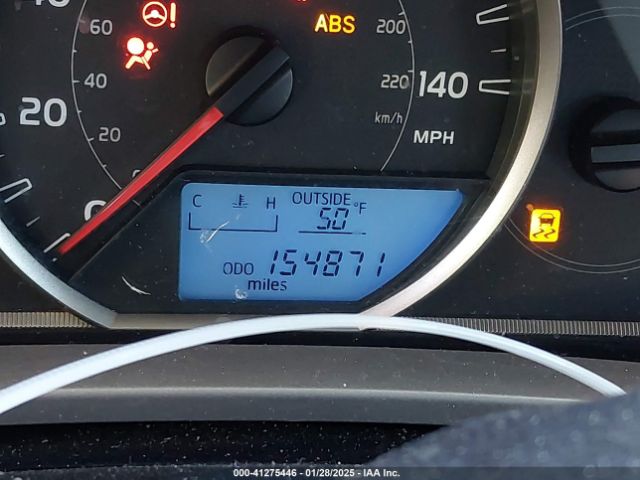 60
ABS
200
40
220
140
20
km/h
20
MPH
C H OUTSIDE
50 °F
ODO 154871
miles
000-41275446 | 01/28/2025 | IAA Inc.